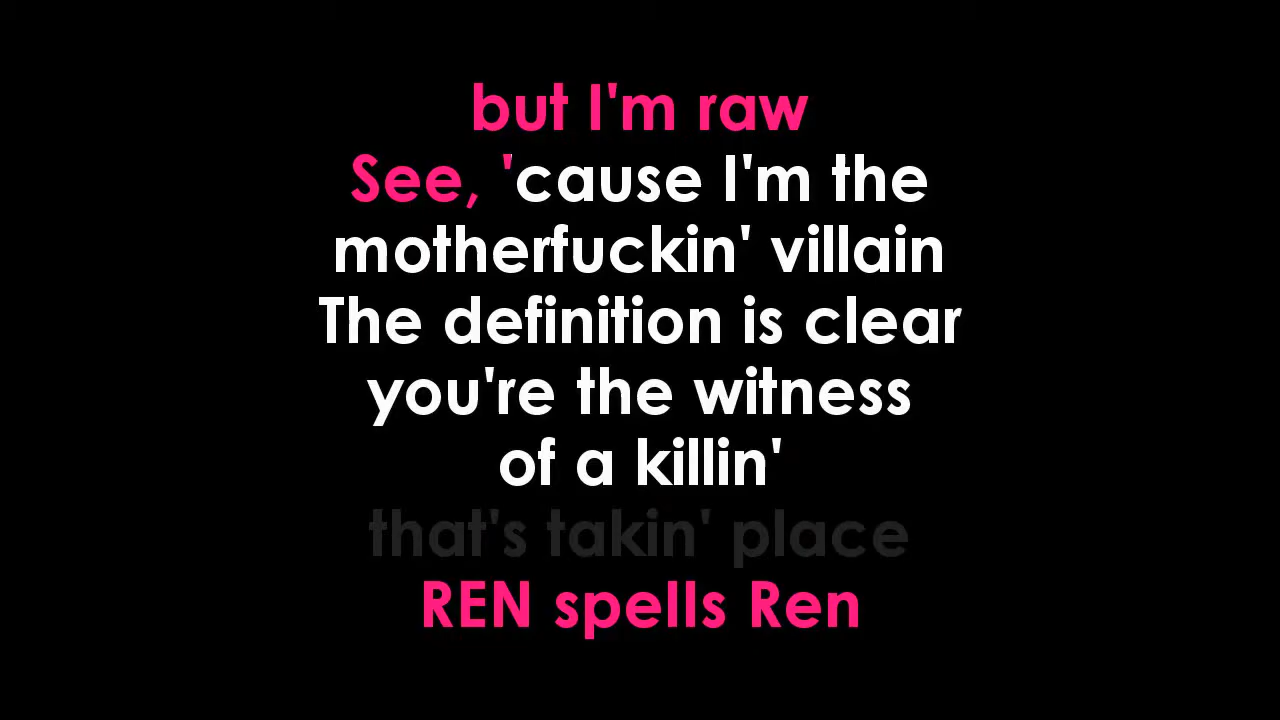 but I'm raw
See, 'cause I'm the
motherfuckin' villain
The definition is clear
you're the witness
of a killin'
that's takin' place
REN spells Ren